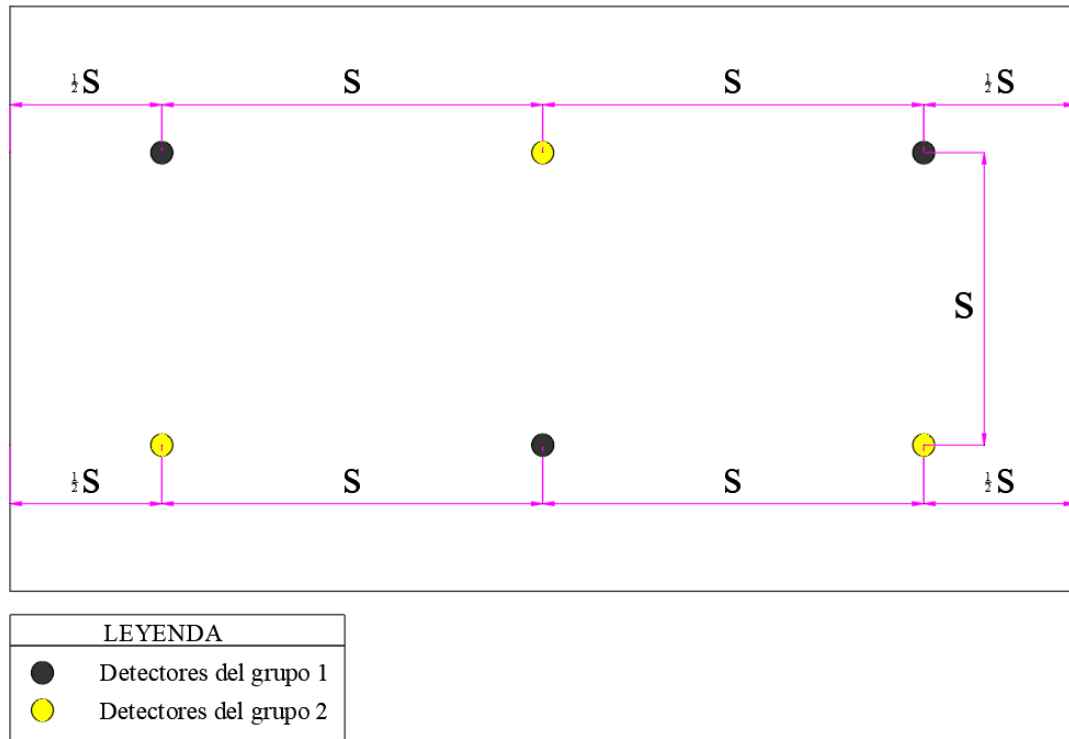 ½S S S ½S
S
½S S S ½S
LEYENDA
Detectores del grupo 1
Detectores del grupo 2